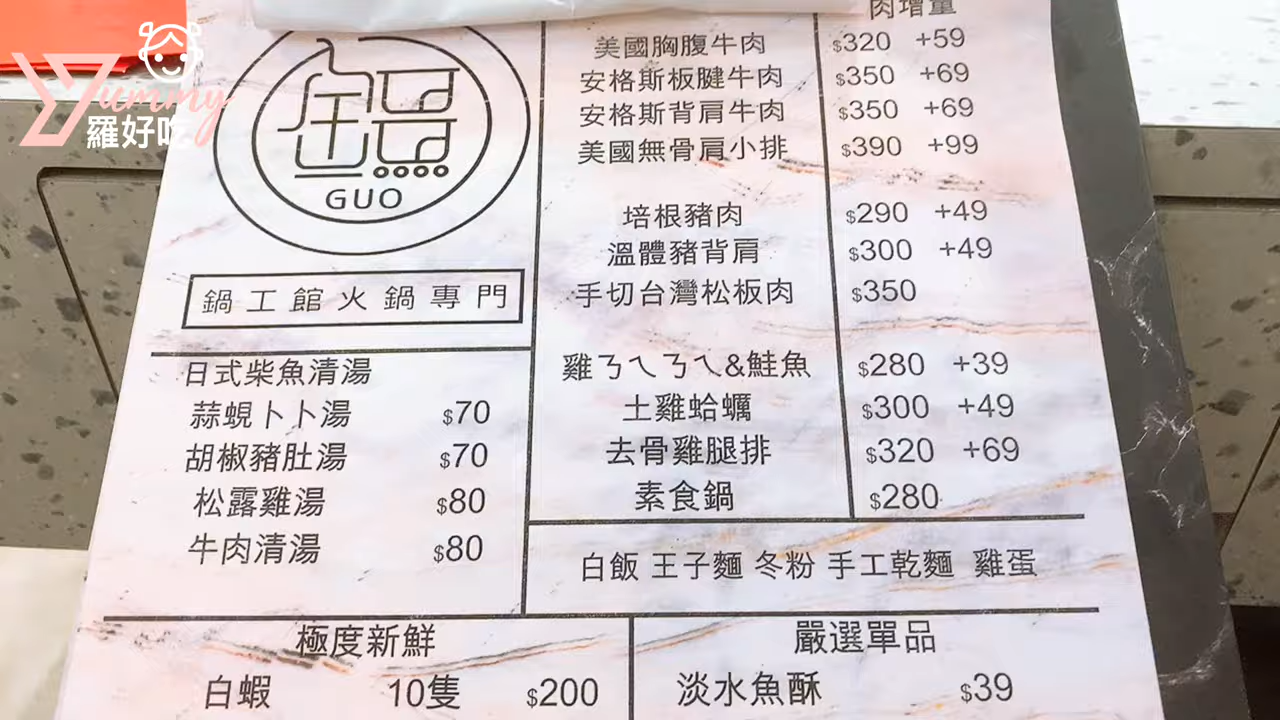 Yummy
羅好吃
GUO
鍋工館火鍋專門
日式柴魚清湯
蒜蜆卜卜湯 $70
胡椒豬肚湯 $70
松露雞湯 $80
牛肉清湯 $80
肉增量
美國胸腹牛肉 $320 +59
安格斯板腱牛肉 $350 +69
安格斯背肩牛肉 $350 +69
美國無骨肩小排 $390 +99
培根豬肉 $290 +49
溫體豬背肩 $300 +49
手切台灣松板肉 $350
雞ㄋㄟㄋㄟ&鮭魚 $280 +39
土雞蛤蠣 $300 +49
去骨雞腿排 $320 +69
素食鍋 $280
白飯 王子麵 冬粉 手工乾麵 雞蛋
極度新鮮
白蝦 10隻 $200
嚴選單品
淡水魚酥 $39